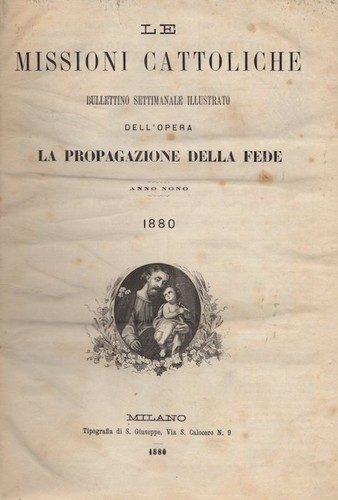 LE
MISSIONI CATTOLICHE
BULLETTINO SETTIMANALE ILLUSTRATO
DELL'OPERA
LA PROPAGAZIONE DELLA FEDE
ANNO NONO
1880
MILANO
Tipografia di S. Giuseppe, Via S. Calocero N. 9
1880